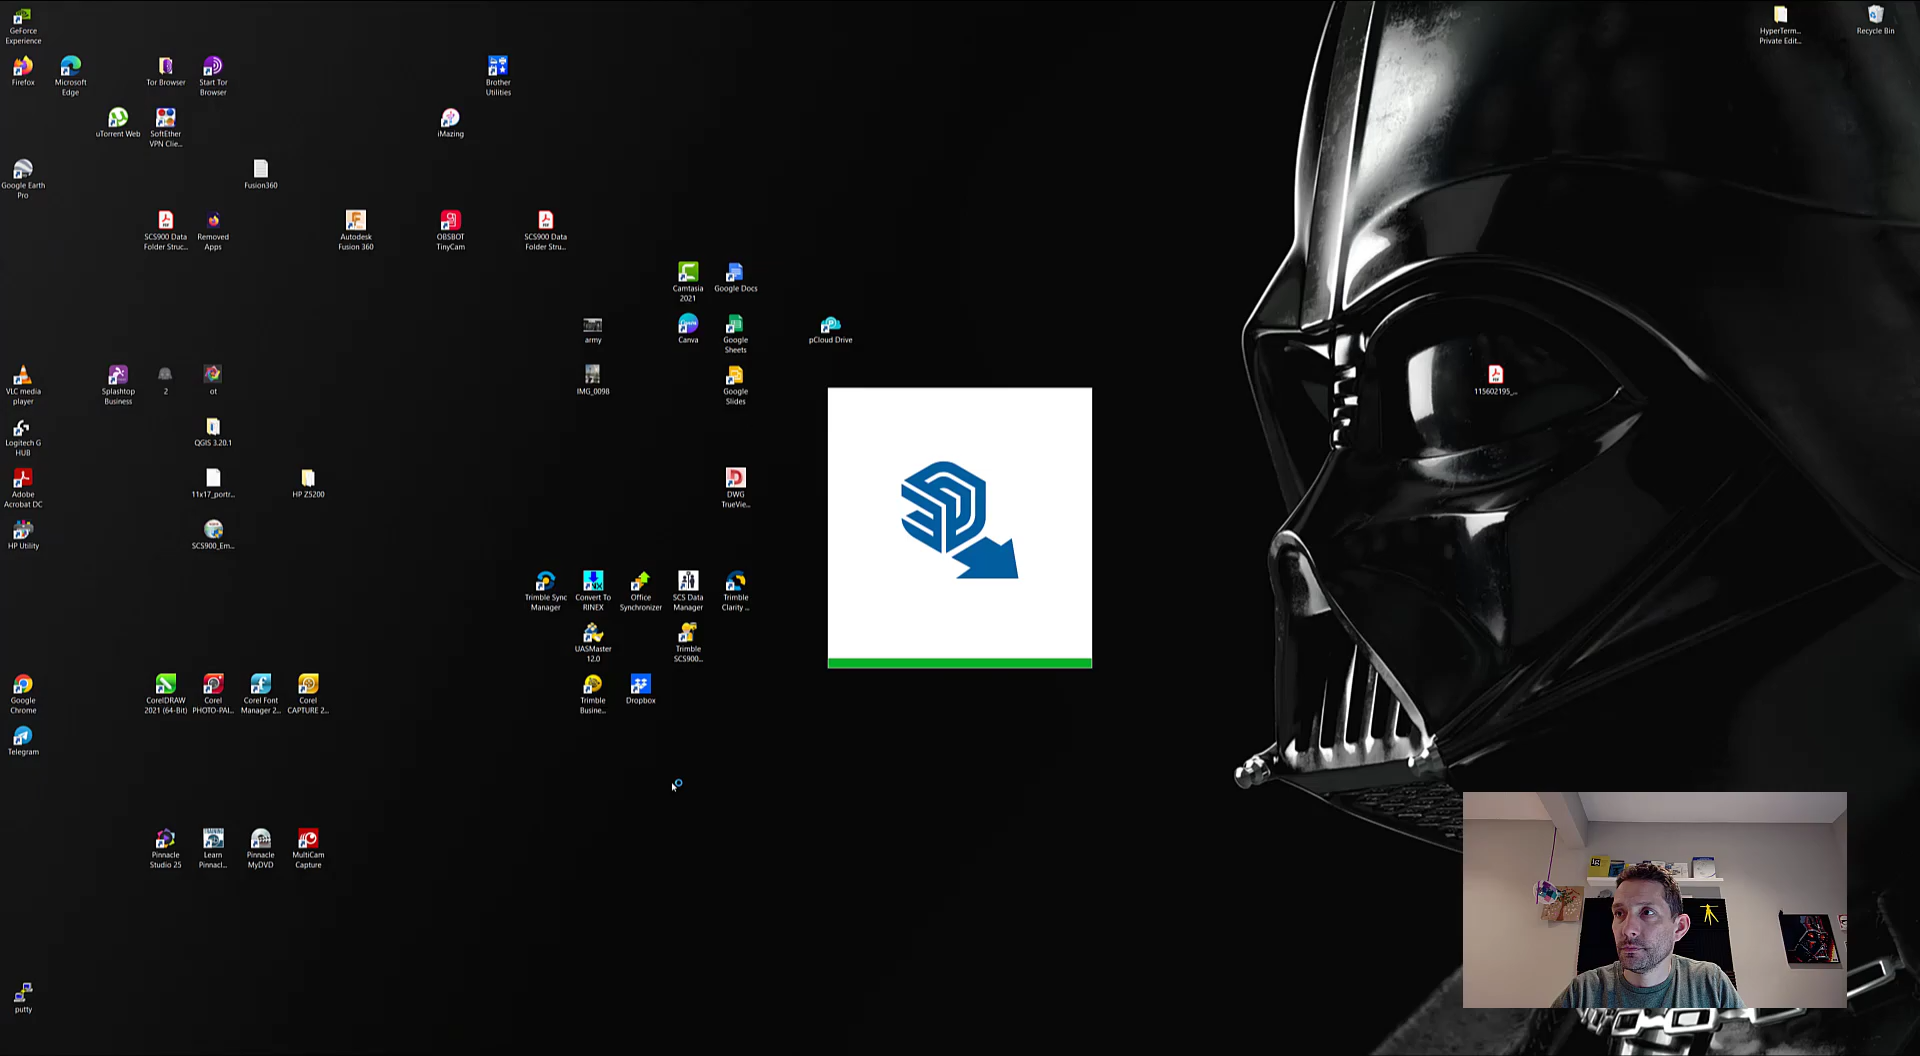 GeForce
Experience
HyperTerm...
Private Edit...
Recycle Bin
Firefox
Microsoft
Edge
Tor Browser
Start Tor
Browser
Brother
Utilities
uTorrent Web
SoftEther
VPN Clie...
iMazing
Google Earth
Pro
Fusion360
SCS900 Data
Folder Struc...
Removed
Apps
Autodesk
Fusion 360
OBSBOT
TinyCam
SCS900 Data
Folder Stru...
Camtasia
2021
Google Docs
army
Canva
Google
Sheets
pCloud Drive
VLC media
player
Splashtop
Business
2
ot
IMG_0098
Google
Slides
115602195_...
Logitech G
HUB
QGIS 3.20.1
Adobe
Acrobat DC
11x17_portr...
HP Z5200
DWG
TrueVie...
HP Utility
SCS900_Em...
Trimble Sync
Manager
Convert To
RINEX
Office
Synchronizer
SCS Data
Manager
Trimble
Clarity ...
UASMaster
12.0
Trimble
SCS900...
Google
Chrome
CorelDRAW
2021 (64-Bit)
Corel
PHOTO-PAI...
Corel Font
Manager 2...
Corel
CAPTURE 2...
Trimble
Busine...
Dropbox
Telegram
Pinnacle
Studio 25
Learn
Pinnacl...
Pinnacle
MyDVD
MultiCam
Capture
putty